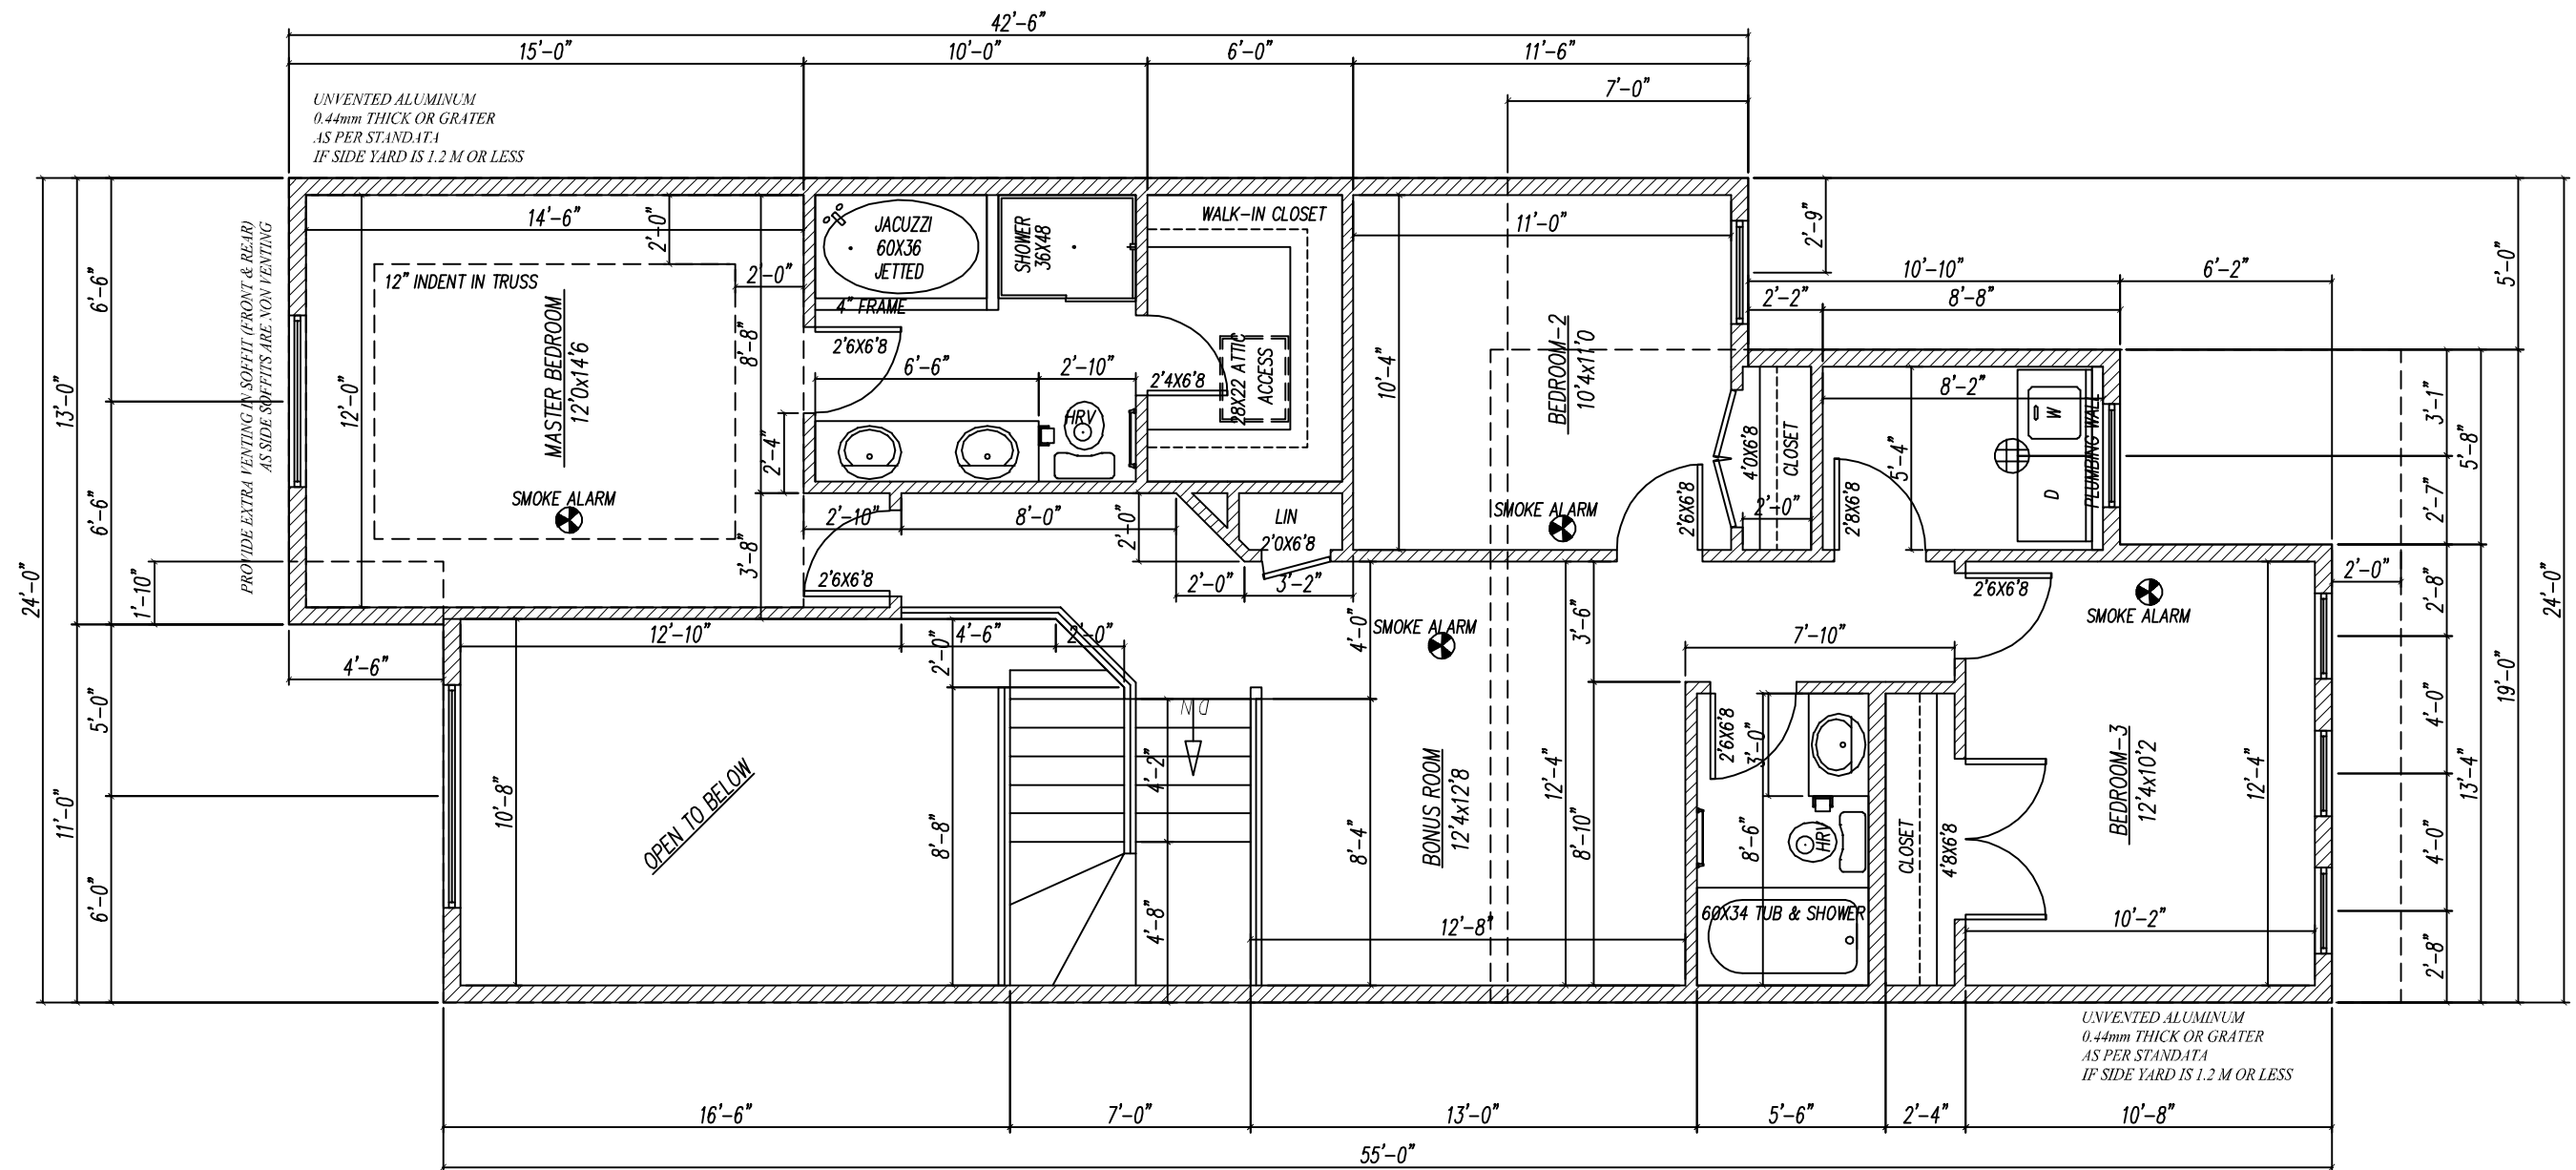 42'-6"
15'-0"
10'-0"
6'-0"
11'-6"
7'-0"
UNVENTED ALUMINUM
0.44mm THICK OR GRATER
AS PER STANDATA
IF SIDE YARD IS 1.2 M OR LESS
PROVIDE EXTRA VENTING IN SOFFIT (FRONT & REAR)
AS SIDE SOFFITS ARE NON VENTING
24'-0"
13'-0"
11'-0"
6'-6"
6'-6"
1'-10"
5'-0"
6'-0"
4'-6"
14'-6"
2'-0"
2'-0"
12" INDENT IN TRUSS
MASTER BEDROOM
12'0x14'6
12'-0"
SMOKE ALARM
8'-8"
2'-4"
3'-8"
JACUZZI
60X36
JETTED
4" FRAME
SHOWER
36X48
2'6X6'8
6'-6"
2'-10"
HRV
WALK-IN CLOSET
2'4X6'8
28X22 ATTIC
ACCESS
2'-10"
8'-0"
2'-0"
2'6X6'8
LIN
2'0X6'8
2'-0"
3'-2"
11'-0"
10'-4"
BEDROOM-2
10'4x11'0
SMOKE ALARM
2'6X6'8
4'0X6'8
CLOSET
2'-0"
2'-9"
10'-10"
6'-2"
2'-2"
8'-8"
8'-2"
5'-4"
2'8X6'8
W
D
PLUMBING WALL
5'-0"
3'-1"
5'-8"
2'-7"
2'-0"
2'-8"
4'-0"
4'-0"
2'-8"
13'-4"
19'-0"
24'-0"
12'-10"
4'-6"
2'-0"
2'-0"
10'-8"
OPEN TO BELOW
8'-8"
DN
4'-2"
4'-8"
SMOKE ALARM
4'-0"
8'-4"
BONUS ROOM
12'4x12'8
12'-8"
12'-4"
3'-6"
8'-10"
7'-10"
2'6X6'8
3'-0"
8'-6"
HRV
60X34 TUB & SHOWER
CLOSET
4'8X6'8
2'6X6'8
SMOKE ALARM
BEDROOM-3
12'4x10'2
12'-4"
10'-2"
UNVENTED ALUMINUM
0.44mm THICK OR GRATER
AS PER STANDATA
IF SIDE YARD IS 1.2 M OR LESS
16'-6"
7'-0"
13'-0"
5'-6"
2'-4"
10'-8"
55'-0"